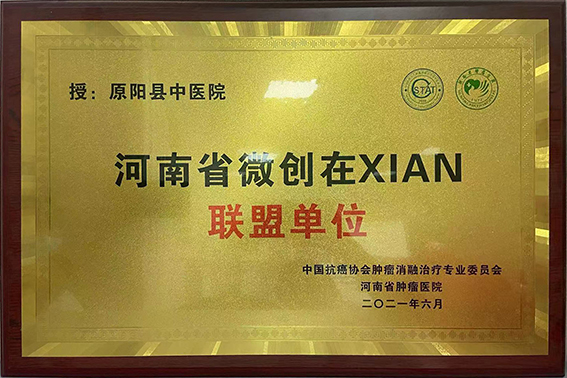 授：原阳县中医院
河南省微创在XIAN
联盟单位
中国抗癌协会肿瘤消融治疗专业委员会
河南省肿瘤医院
二〇二一年六月